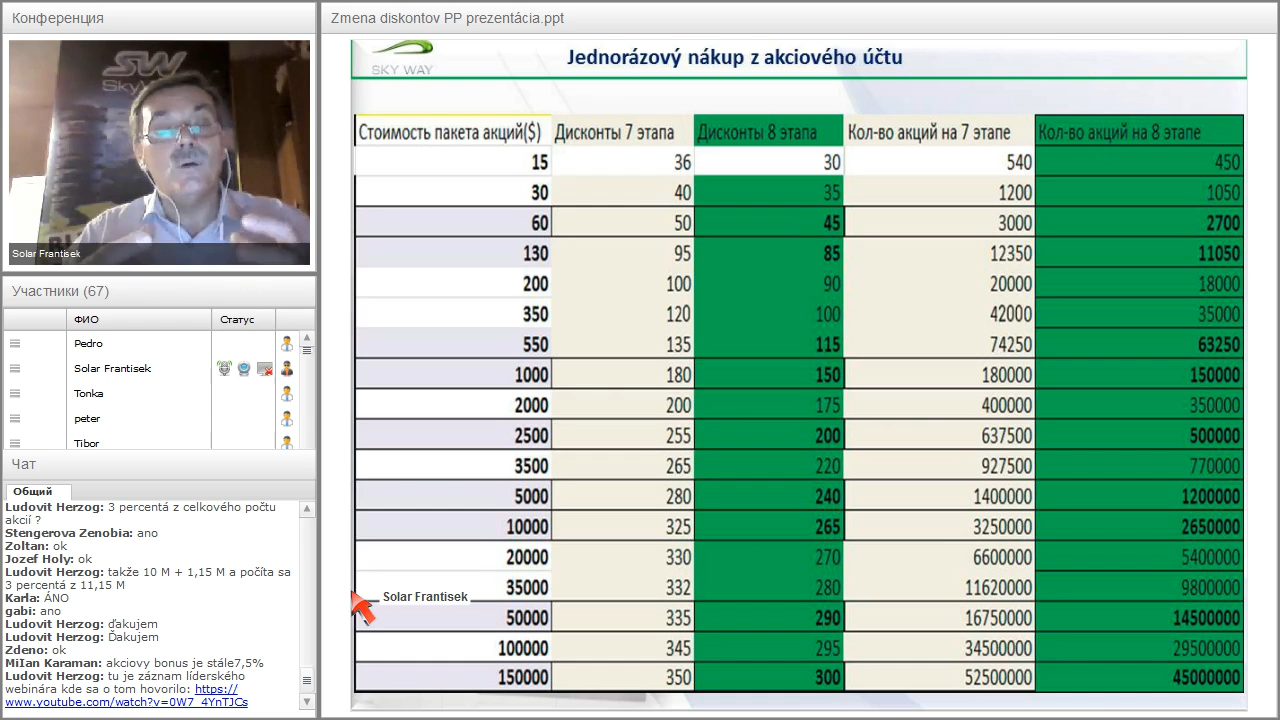 Конференция
SW
Solar Frantisek
Участники (67)
ФИО Статус
Pedro
Solar Frantisek
Tonka
peter
Tibor
Чат
Общий
Ludovit Herzog: 3 percentá z celkového počtu
akcií ?
Stengerova Zenobia: ano
Zoltan: ok
Jozef Holy: ok
Ludovit Herzog: takže 10 M + 1,15 M a počíta sa
3 percentá z 11,15 M
Karla: ÁNO
gabi: ano
Ludovit Herzog: ďakujem
Ludovit Herzog: Ďakujem
Zdeno: ok
MiIan Karaman: akciovy bonus je stále7,5%
Ludovit Herzog: tu je záznam líderského
webinára kde sa o tom hovorilo: https://
www.youtube.com/watch?v=0W7_4YnTJCs
Zmena diskontov PP prezentácia.ppt
SKY WAY
Jednorázový nákup z akciového účtu
Стоимость пакета акций($) Дисконты 7 этапа Дисконты 8 этапа Кол-во акций на 7 этапе Кол-во акций на 8 этапе
15 36 30 540 450
30 40 35 1200 1050
60 50 45 3000 2700
130 95 85 12350 11050
200 100 90 20000 18000
350 120 100 42000 35000
550 135 115 74250 63250
1000 180 150 180000 150000
2000 200 175 400000 350000
2500 255 200 637500 500000
3500 265 220 927500 770000
5000 280 240 1400000 1200000
10000 325 265 3250000 2650000
20000 330 270 6600000 5400000
35000 332 280 11620000 9800000
Solar Frantisek
50000 335 290 16750000 14500000
100000 345 295 34500000 29500000
150000 350 300 52500000 45000000